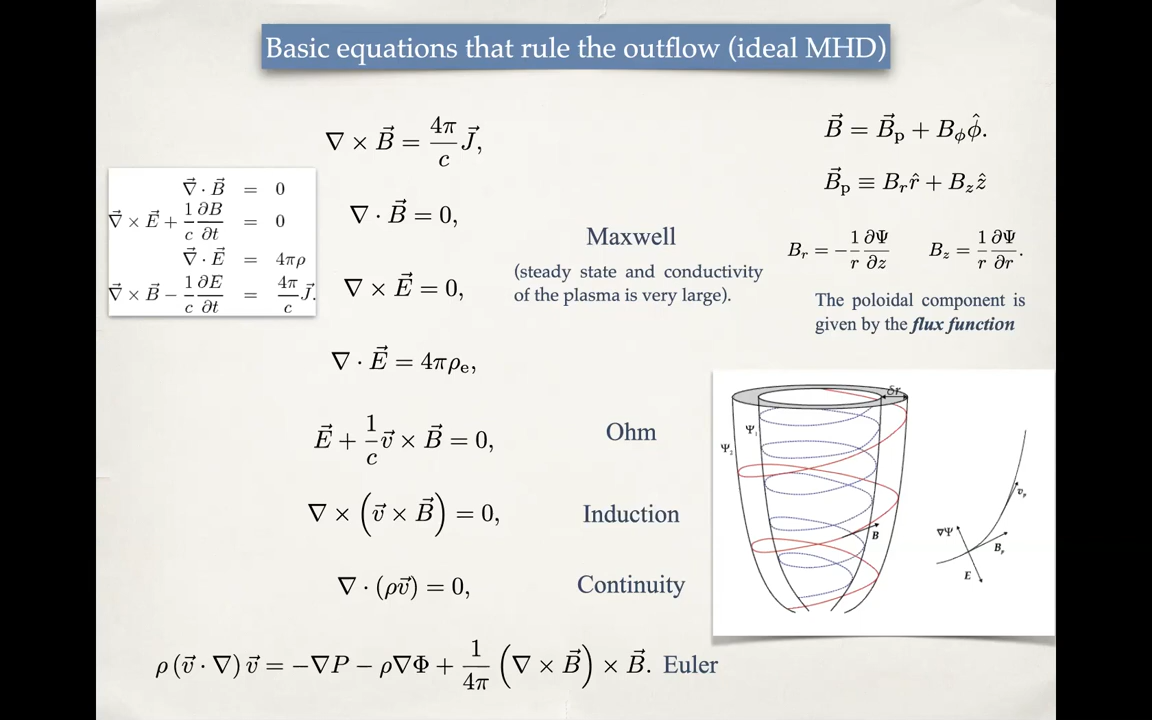 Basic equations that rule the outflow (ideal MHD)
∇ × B⃗ = 4π/c J⃗,
∇ · B⃗ = 0,
∇ × E⃗ = 0,
∇ · E⃗ = 4πρₑ,
E⃗ + 1/c v⃗ × B⃗ = 0,
∇ × (v⃗ × B⃗) = 0,
∇ · (ρv⃗) = 0,
ρ (v⃗ · ∇) v⃗ = −∇P − ρ∇Φ + 1/4π (∇ × B⃗) × B⃗. Euler
∇⃗ · B⃗ = 0
∇⃗ × E⃗ + 1/c ∂B/∂t = 0
∇⃗ · E⃗ = 4πρ
∇⃗ × B⃗ − 1/c ∂E/∂t = 4π/c J⃗.
Maxwell
(steady state and conductivity
of the plasma is very large).
Ohm
Induction
Continuity
B⃗ = B⃗p + Bϕ ϕ̂.
B⃗p ≡ Br r̂ + Bz ẑ
Br = − 1/r ∂Ψ/∂z Bz = 1/r ∂Ψ/∂r.
The poloidal component is
given by the flux function
δr
Ψ₁
Ψ₂
B
∇Ψ
vₚ
Bₚ
E